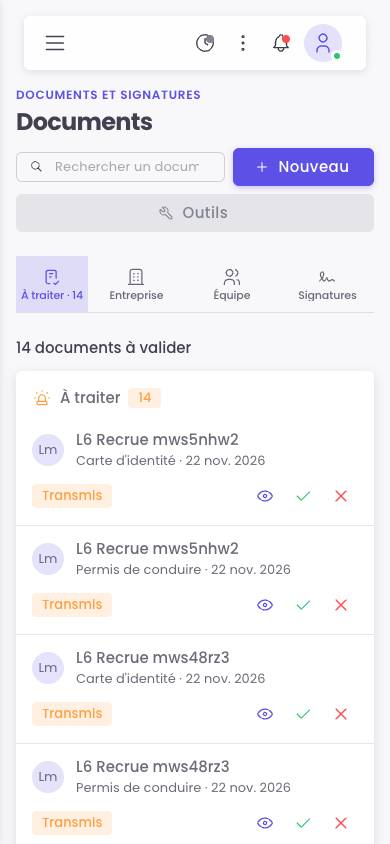 DOCUMENTS ET SIGNATURES
Documents
Rechercher un docum
Nouveau
Outils
À traiter · 14
Entreprise
Équipe
Signatures
14 documents à valider
À traiter 14
Lm
L6 Recrue mws5nhw2
Carte d'identité · 22 nov. 2026
Transmis
Lm
L6 Recrue mws5nhw2
Permis de conduire · 22 nov. 2026
Transmis
Lm
L6 Recrue mws48rz3
Carte d'identité · 22 nov. 2026
Transmis
Lm
L6 Recrue mws48rz3
Permis de conduire · 22 nov. 2026
Transmis